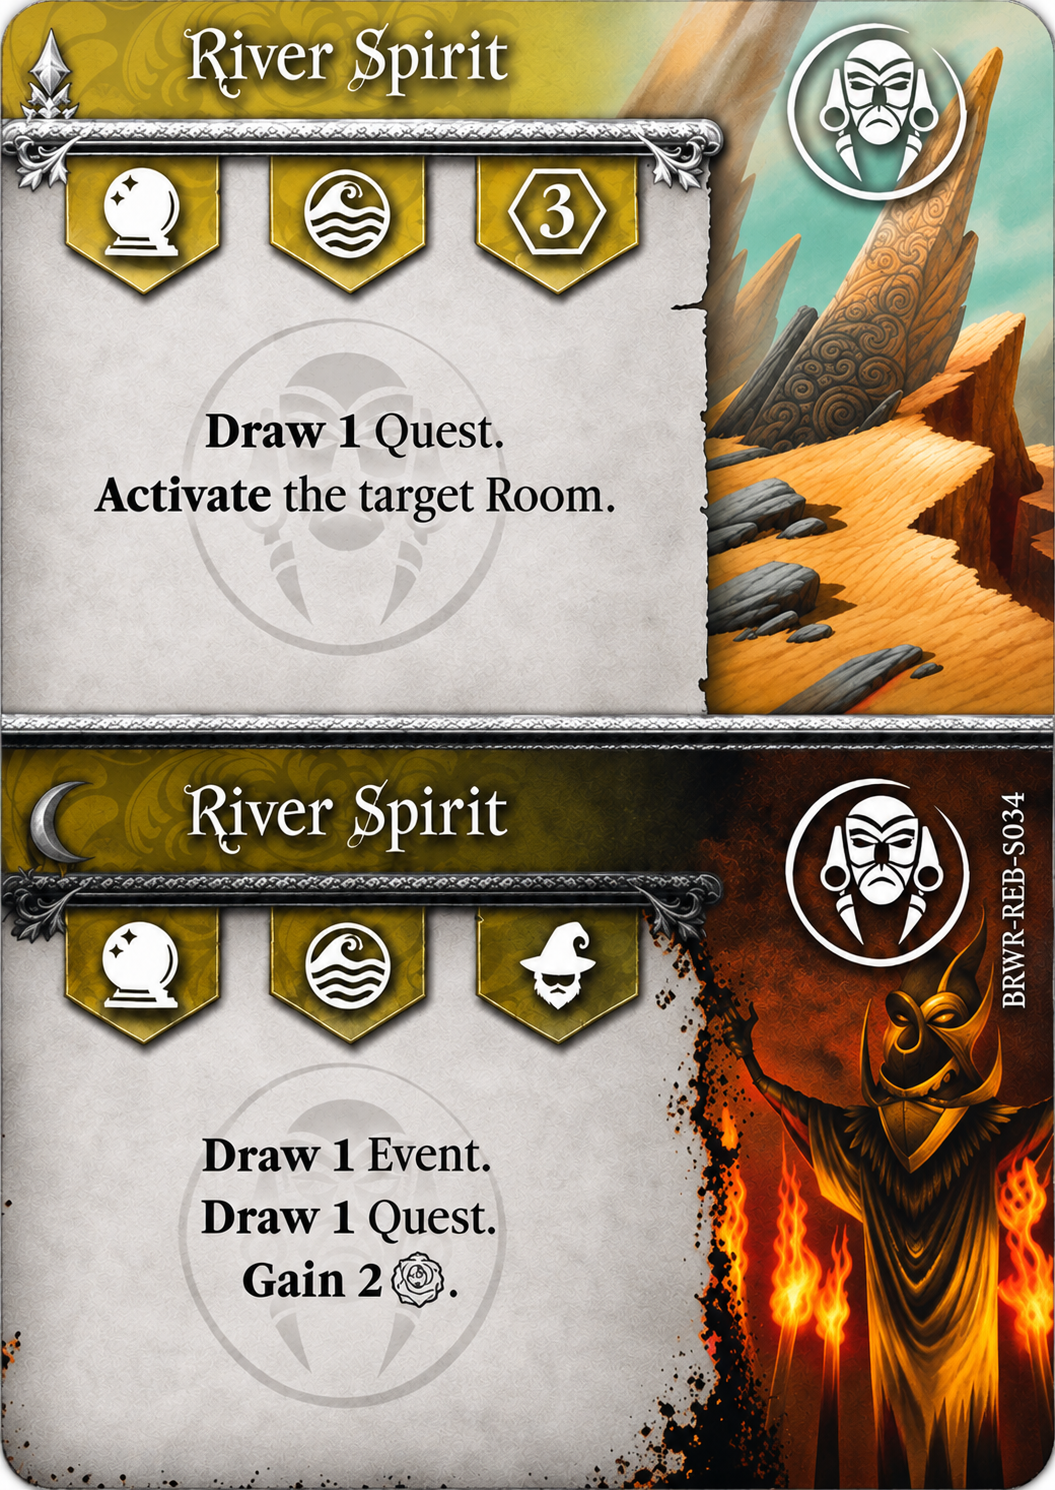 River Spirit
3
Draw 1 Quest.
Activate the target Room.
River Spirit
BRWR-REB-S034
Draw 1 Event.
Draw 1 Quest.
Gain 2 .